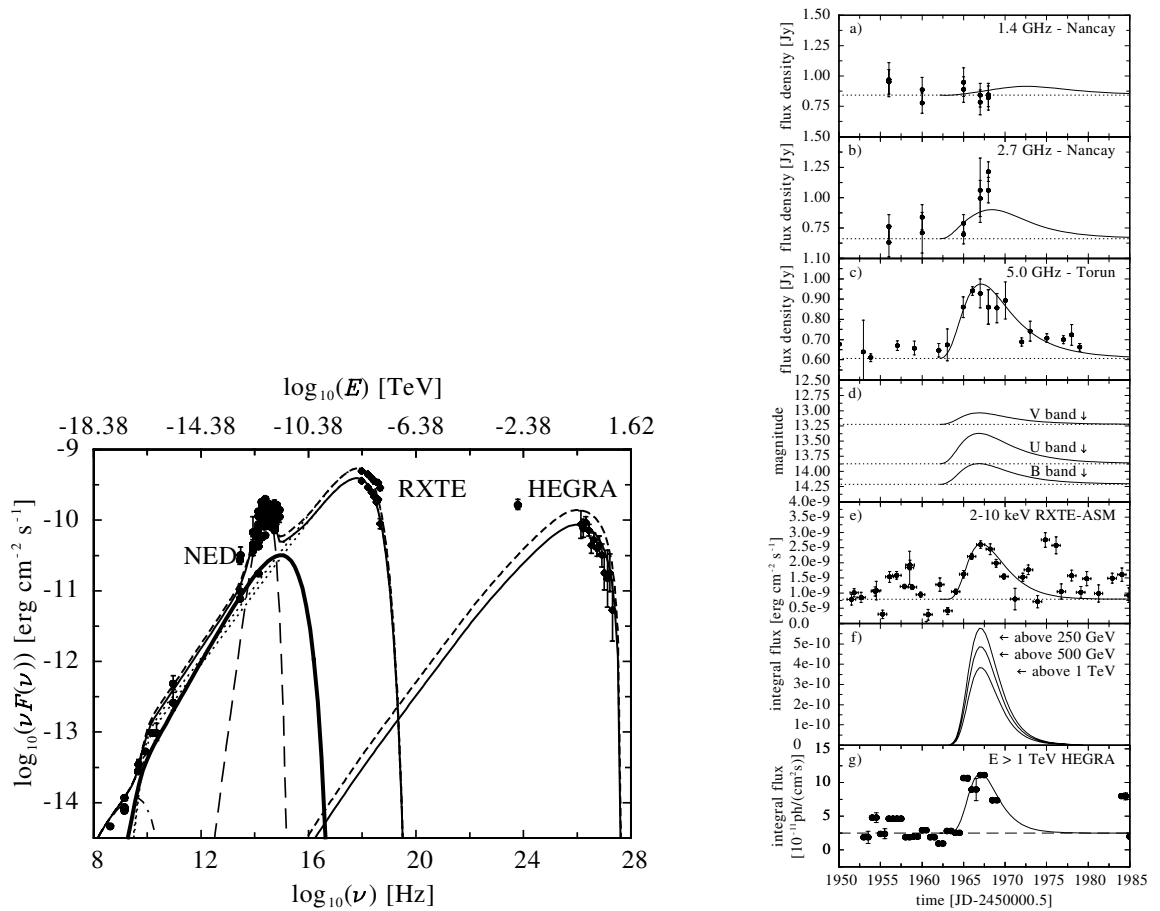 log10(E) [TeV]
-18.38 -14.38 -10.38 -6.38 -2.38 1.62
-9
-10
-11
-12
-13
-14
log10(νF(ν)) [erg cm-2 s-1]
NED
RXTE
HEGRA
8 12 16 20 24 28
log10(ν) [Hz]
a) 1.4 GHz - Nancay
flux density [Jy]
1.50
1.25
1.00
0.75
1.50
b) 2.7 GHz - Nancay
flux density [Jy]
1.25
1.00
0.75
1.10
c) 5.0 GHz - Torun
flux density [Jy]
1.00
0.90
0.80
0.70
0.60
12.50
d)
magnitude
12.75
13.00
13.25
13.50
13.75
14.00
14.25
V band ↓
U band ↓
B band ↓
4.0e-9
e) 2-10 keV RXTE-ASM
[erg cm-2 s-1]
3.5e-9
3.0e-9
2.5e-9
2.0e-9
1.5e-9
1.0e-9
0.5e-9
0.0
f)
integral flux
5e-10
4e-10
3e-10
2e-10
1e-10
0
← above 250 GeV
← above 500 GeV
← above 1 TeV
15
g) E > 1 TeV HEGRA
integral flux
[10-11 ph/(cm2s)]
10
5
0
1950 1955 1960 1965 1970 1975 1980 1985
time [JD-2450000.5]